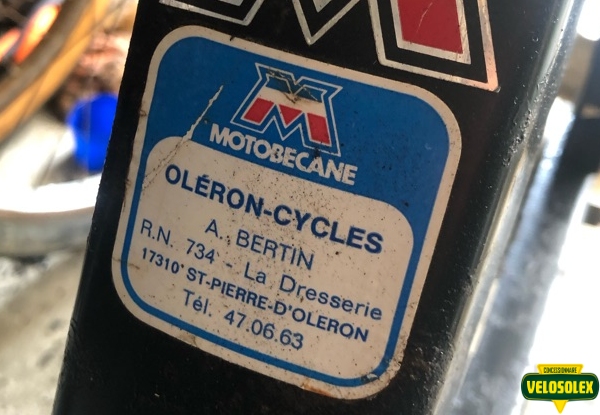 MOTOBECANE
OLÉRON-CYCLES
A. BERTIN
R.N. 734 - La Dresserie
17310 ST-PIERRE-D'OLERON
Tél. 47.06.63
CONCESSIONNAIRE
VELOSOLEX